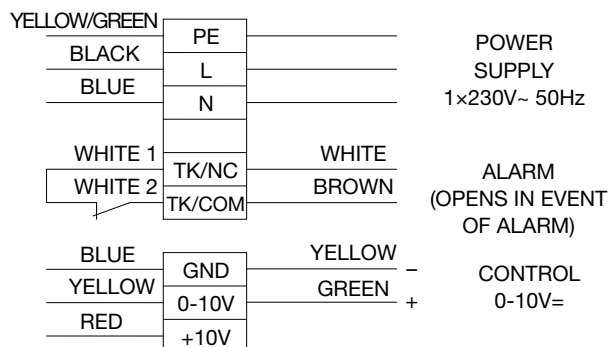 YELLOW/GREEN PE
BLACK L
BLUE N
POWER
SUPPLY
1×230V~ 50Hz
WHITE 1 TK/NC WHITE
WHITE 2 TK/COM BROWN
ALARM
(OPENS IN EVENT
OF ALARM)
BLUE GND YELLOW –
YELLOW 0-10V GREEN +
RED +10V
CONTROL
0-10V=